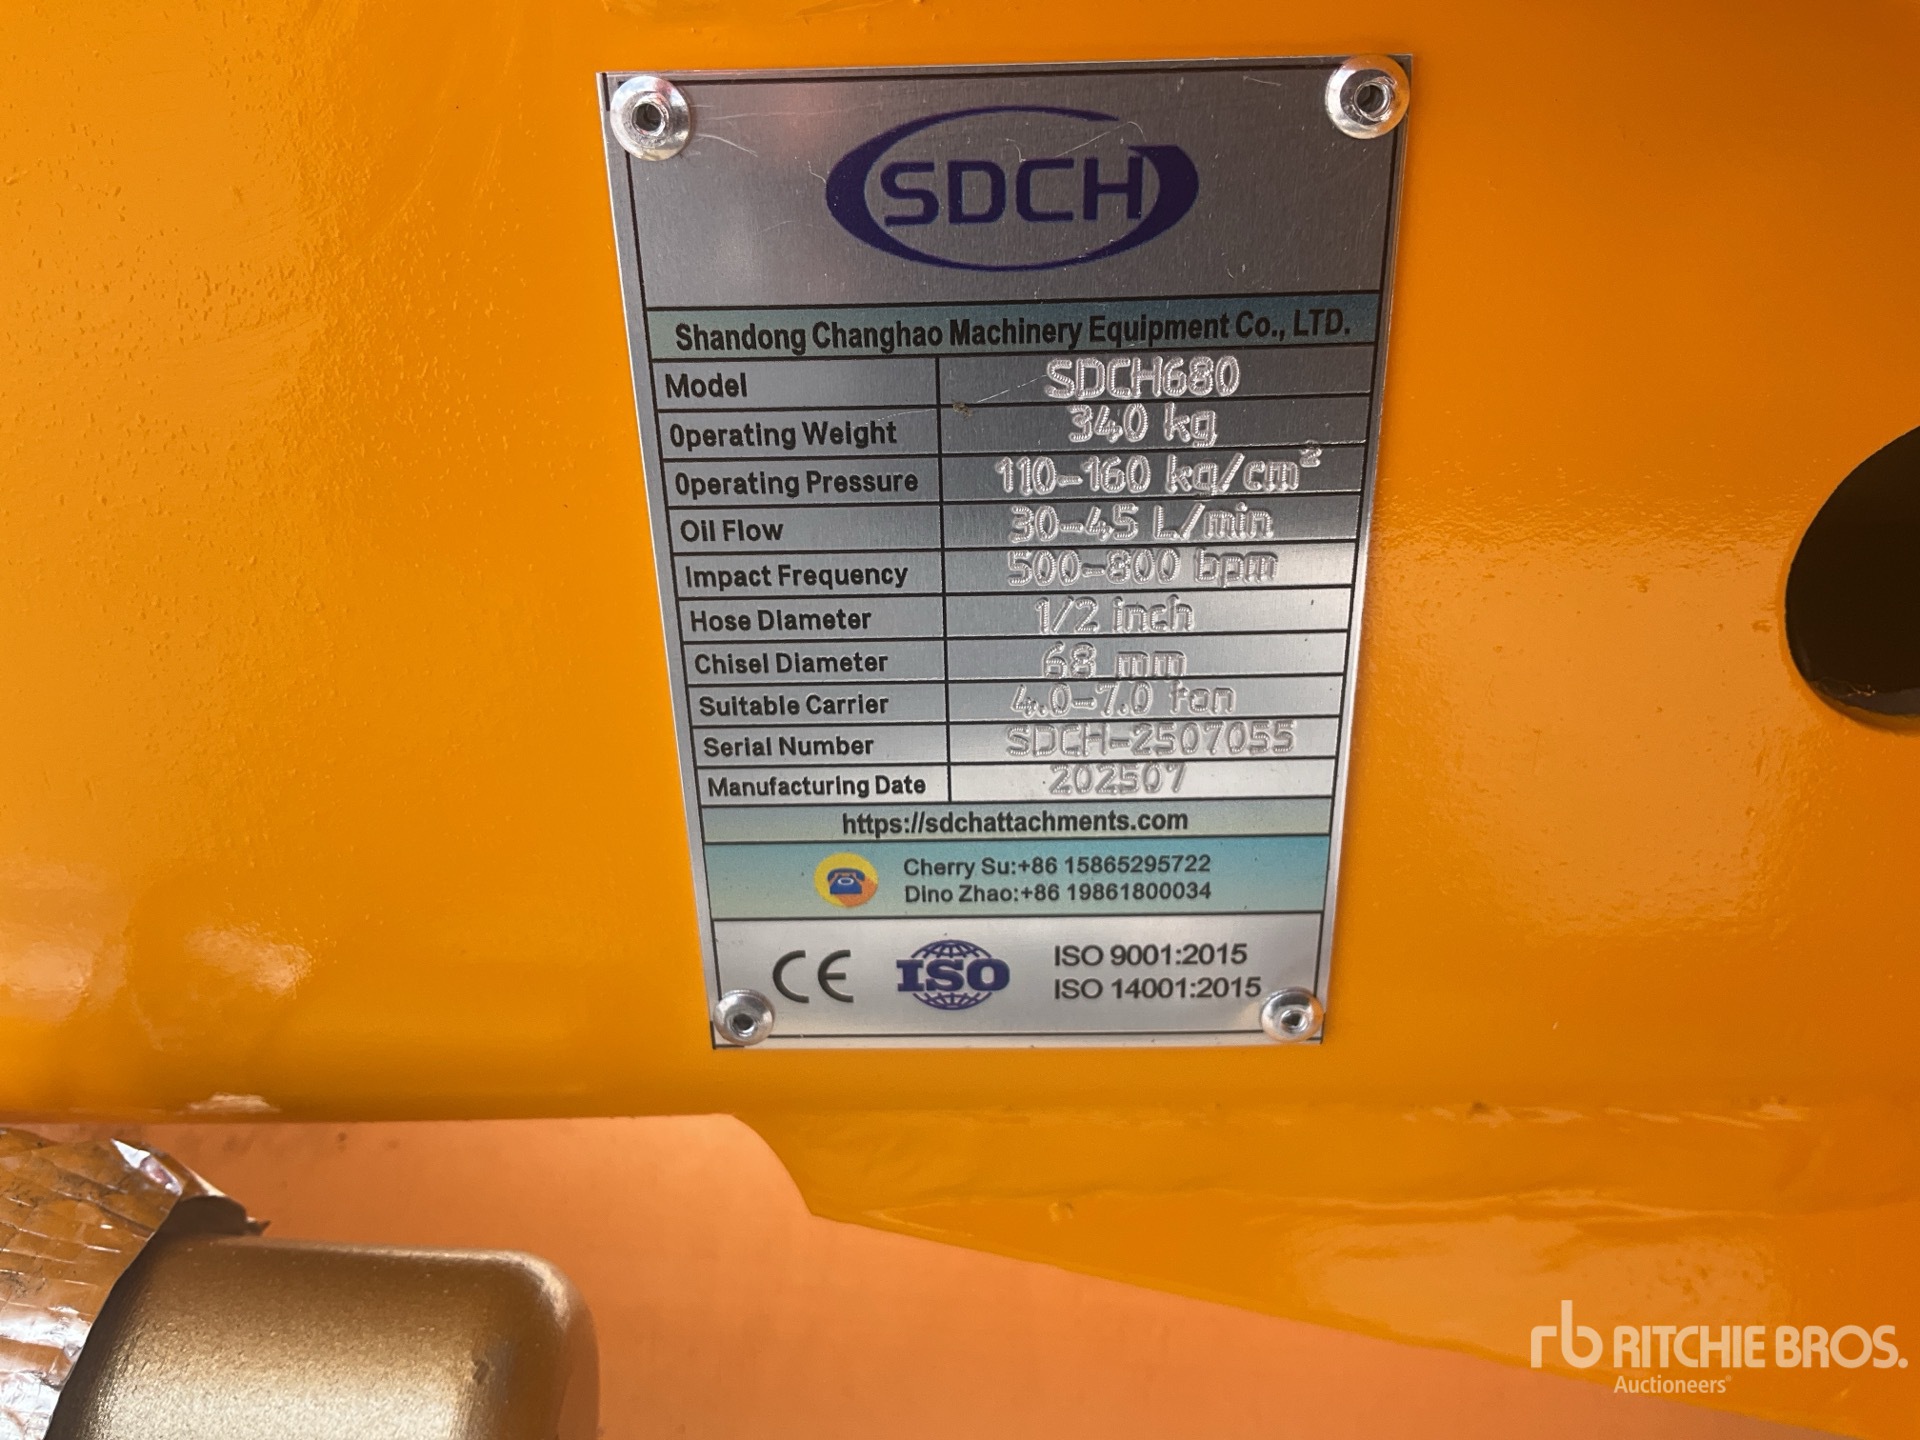 SDCH
Shandong Changhao Machinery Equipment Co., LTD.
Model SDCH680
Operating Weight 340 kg
Operating Pressure 110-160 kg/cm²
Oil Flow 30-45 L/min
Impact Frequency 500-800 bpm
Hose Diameter 1/2 inch
Chisel Diameter 68 mm
Suitable Carrier 4.0-7.0 ton
Serial Number SDCH-2507055
Manufacturing Date 202507
https://sdchattachments.com
Cherry Su:+86 15865295722
Dino Zhao:+86 19861800034
CE ISO ISO 9001:2015
ISO 14001:2015
rb RITCHIE BROS.
Auctioneers®